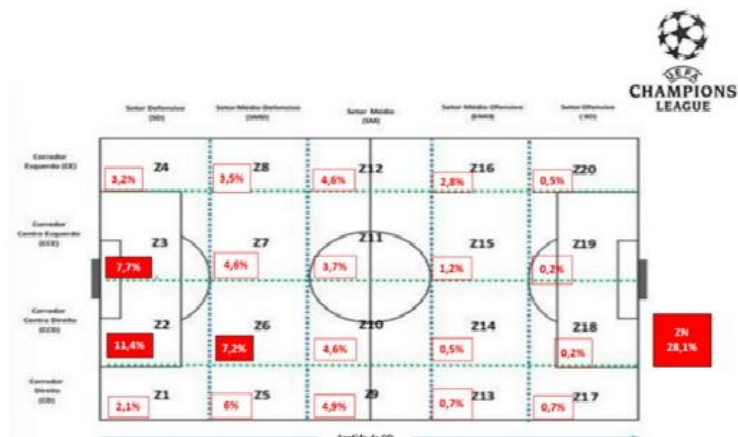 UEFA
CHAMPIONS
LEAGUE
Setor Defensivo
(SD)
Setor Médio Defensivo
(SMD)
Setor Médio
(SM)
Setor Médio Ofensivo
(SMO)
Setor Ofensivo
(SO)
Corredor
Esquerdo (CE)
Z4
Z8
Z12
Z16
Z20
3,2%
3,5%
4,6%
2,8%
0,5%
Corredor
Centro Esquerdo
(CCE)
Z3
Z7
Z11
Z15
Z19
7,7%
4,6%
3,7%
1,2%
0,2%
Corredor
Centro Direito
(CCD)
Z2
Z6
Z10
Z14
Z18
11,4%
7,2%
4,6%
0,5%
0,2%
ZN
28,1%
Corredor
Direito
(CD)
Z1
Z5
Z9
Z13
Z17
2,1%
6%
4,9%
0,7%
0,7%